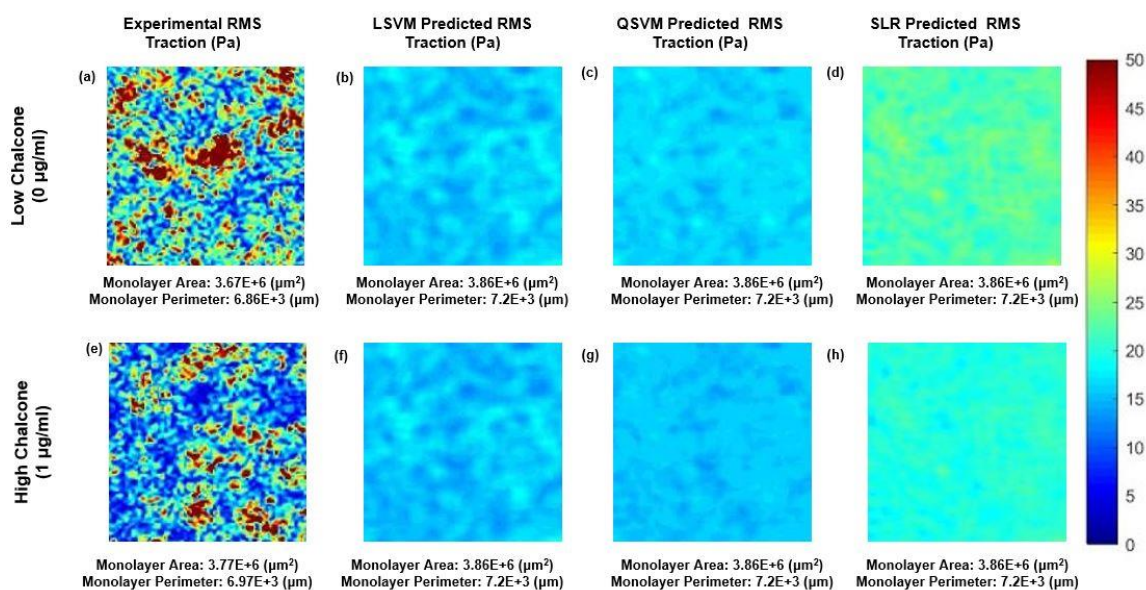 Experimental RMS
Traction (Pa)
LSVM Predicted RMS
Traction (Pa)
QSVM Predicted RMS
Traction (Pa)
SLR Predicted RMS
Traction (Pa)
Low Chalcone
(0 µg/ml)
(a)
(b)
(c)
(d)
Monolayer Area: 3.67E+6 (µm²)
Monolayer Perimeter: 6.86E+3 (µm)
Monolayer Area: 3.86E+6 (µm²)
Monolayer Perimeter: 7.2E+3 (µm)
Monolayer Area: 3.86E+6 (µm²)
Monolayer Perimeter: 7.2E+3 (µm)
Monolayer Area: 3.86E+6 (µm²)
Monolayer Perimeter: 7.2E+3 (µm)
High Chalcone
(1 µg/ml)
(e)
(f)
(g)
(h)
Monolayer Area: 3.77E+6 (µm²)
Monolayer Perimeter: 6.97E+3 (µm)
Monolayer Area: 3.86E+6 (µm²)
Monolayer Perimeter: 7.2E+3 (µm)
Monolayer Area: 3.86E+6 (µm²)
Monolayer Perimeter: 7.2E+3 (µm)
Monolayer Area: 3.86E+6 (µm²)
Monolayer Perimeter: 7.2E+3 (µm)
50
45
40
35
30
25
20
15
10
5
0